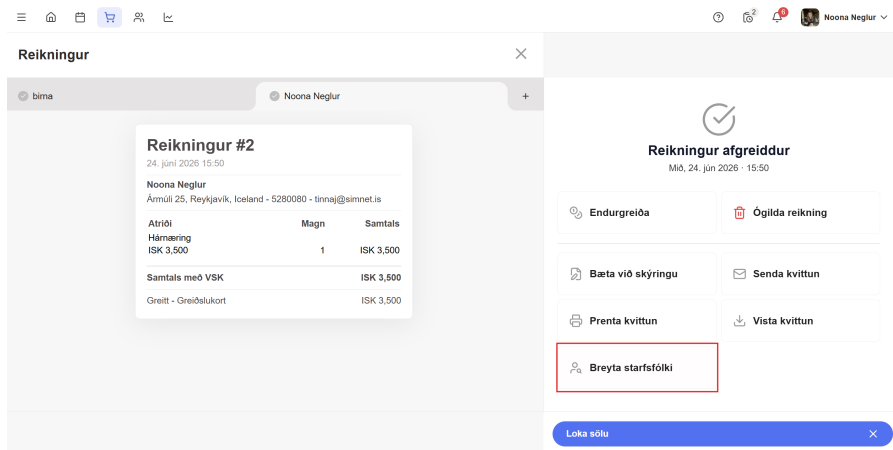 2
6
Noona Neglur
Reikningur
birna
Noona Neglur
+
Reikningur #2
24. júní 2026 15:50
Noona Neglur
Ármúli 25, Reykjavík, Iceland - 5280080 - tinnaj@simnet.is
Atriði Magn Samtals
Hárnæring
ISK 3,500 1 ISK 3,500
Samtals með VSK ISK 3,500
Greitt - Greiðslukort ISK 3,500
Reikningur afgreiddur
Mið, 24. jún 2026 · 15:50
Endurgreiða
Ógilda reikning
Bæta við skýringu
Senda kvittun
Prenta kvittun
Vista kvittun
Breyta starfsfólki
Loka sölu